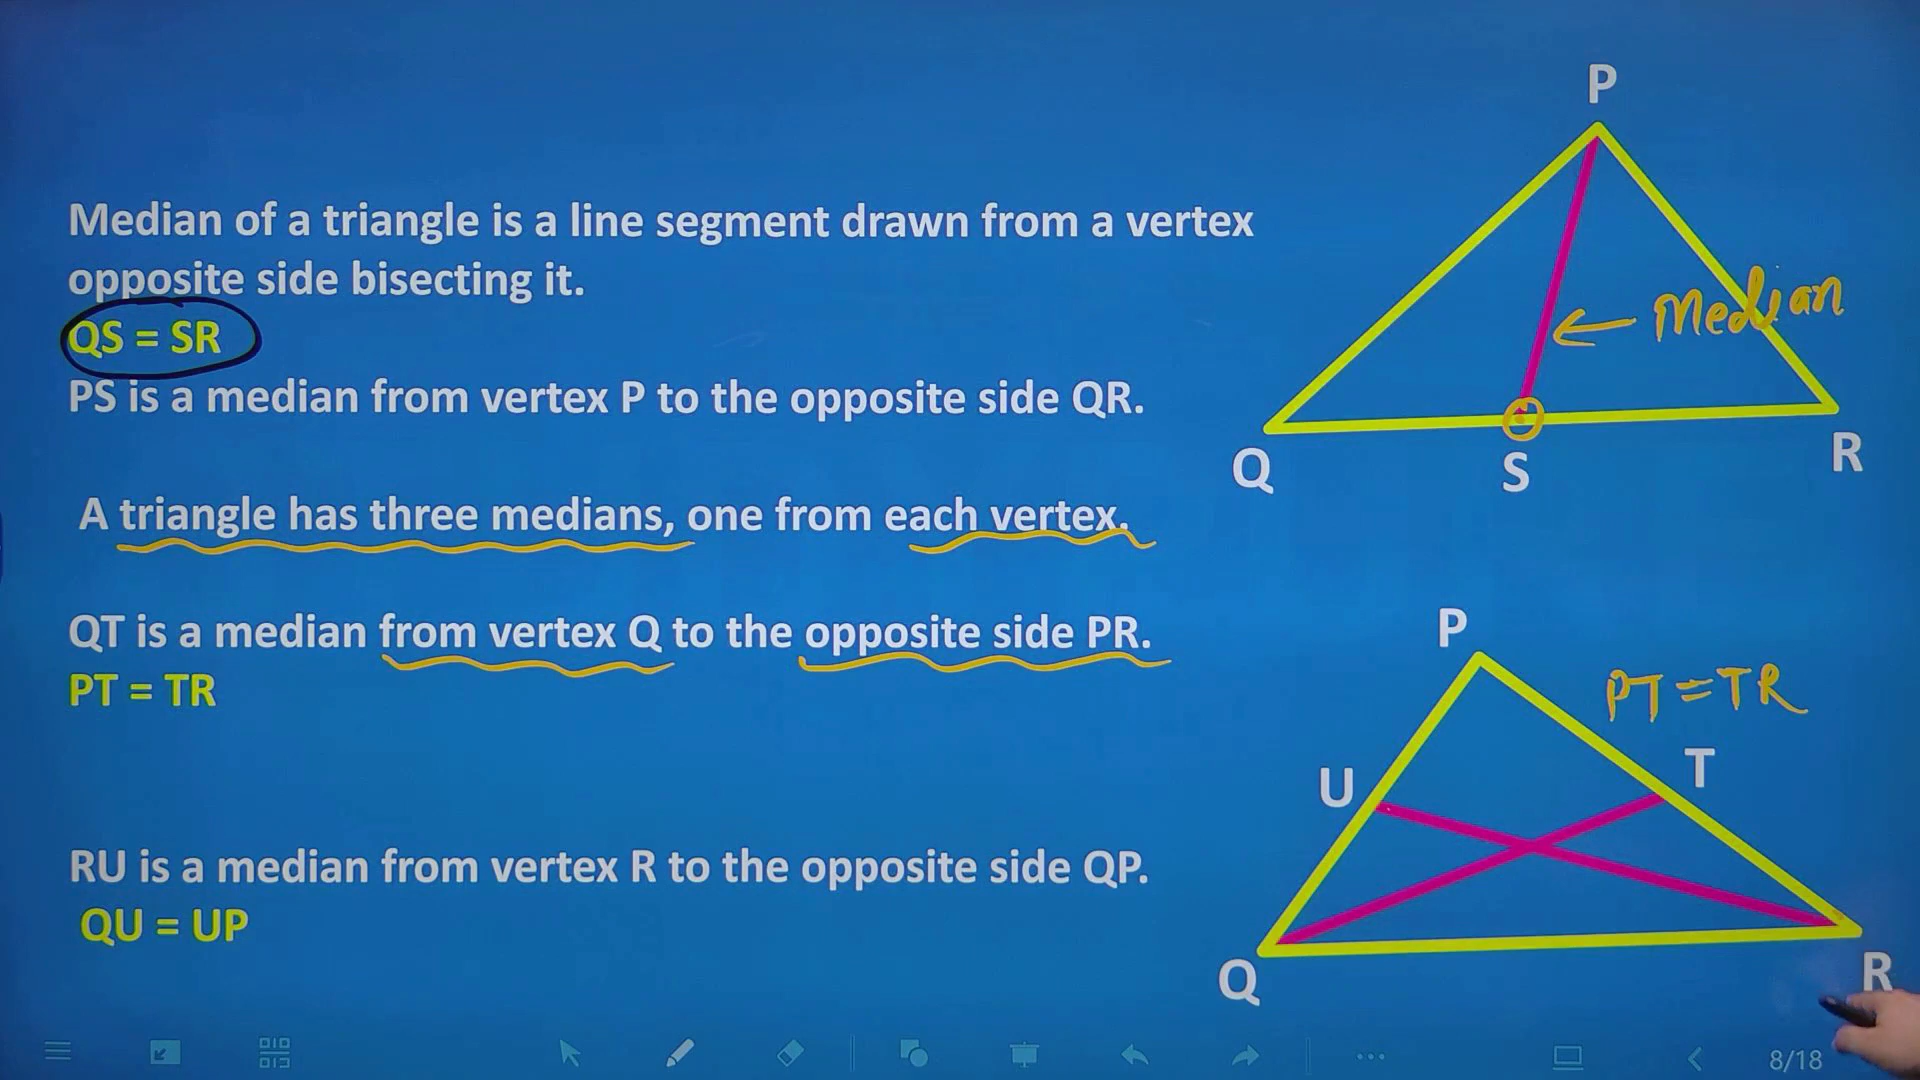 Median of a triangle is a line segment drawn from a vertex
opposite side bisecting it.
QS = SR
PS is a median from vertex P to the opposite side QR.
A triangle has three medians, one from each vertex.
QT is a median from vertex Q to the opposite side PR.
PT = TR
RU is a median from vertex R to the opposite side QP.
QU = UP
P
Median
Q
S
R
P
PT = TR
U
T
Q
R
8/18